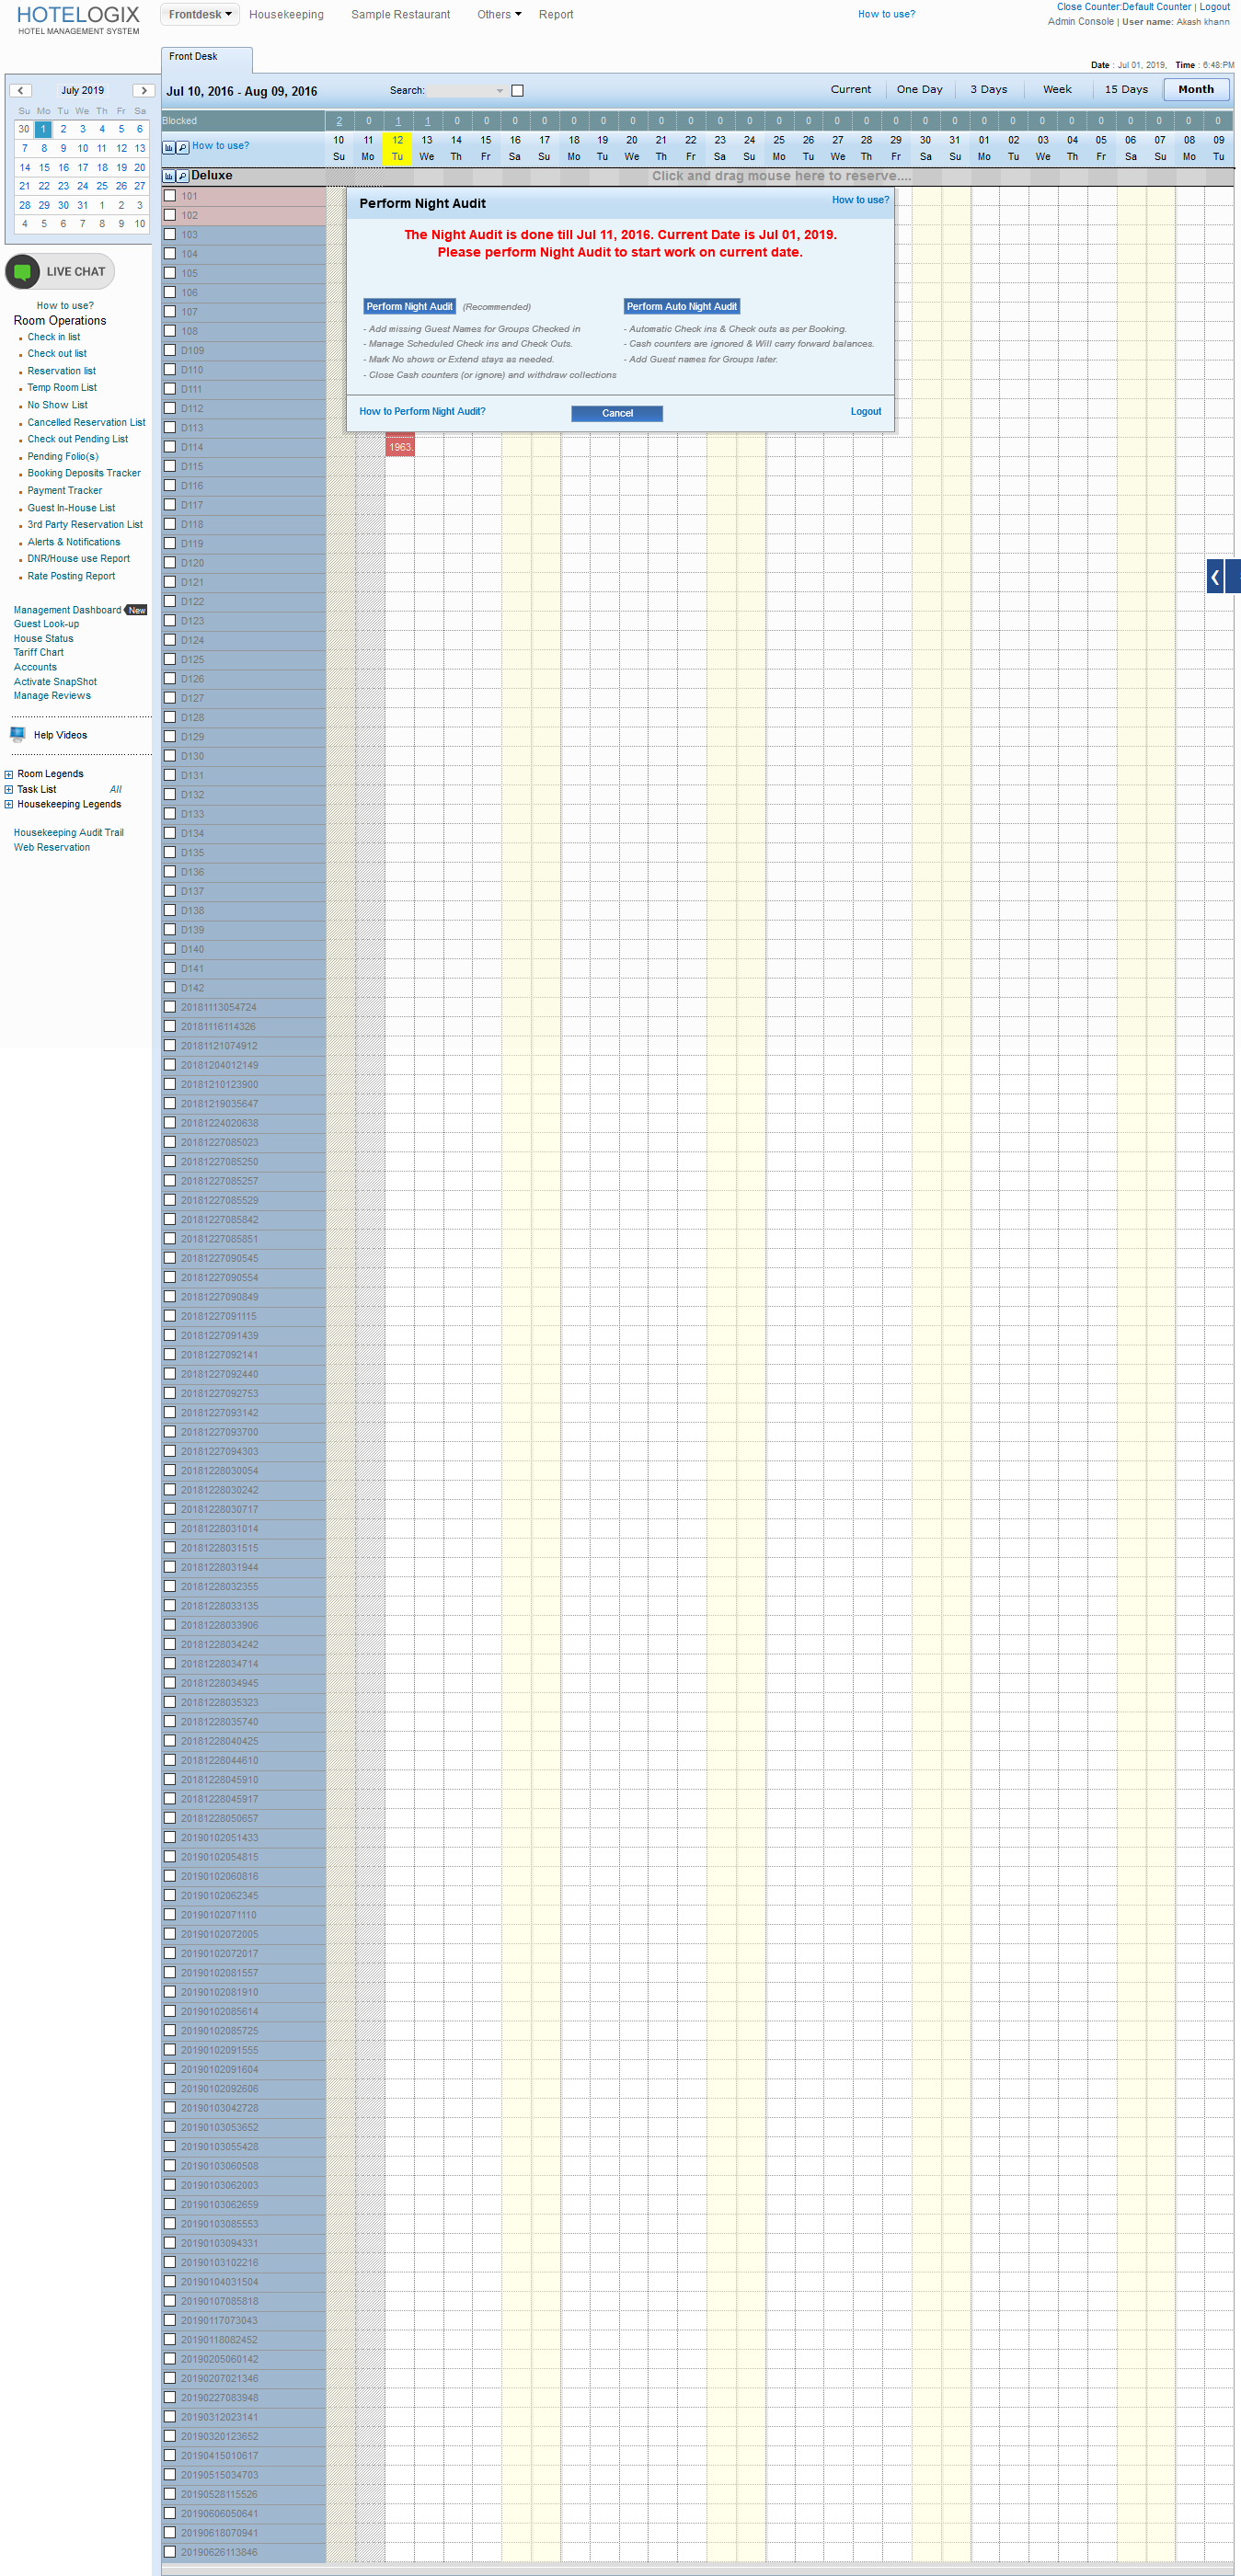 HOTELOGIX
HOTEL MANAGEMENT SYSTEM
Frontdesk Housekeeping Sample Restaurant Others Report
How to use?
Close Counter:Default Counter | Logout
Admin Console | User name: Akash khann
Front Desk
Date : Jul 01, 2019, Time : 6:48:PM
July 2019
Su Mo Tu We Th Fr Sa
30 1 2 3 4 5 6
7 8 9 10 11 12 13
14 15 16 17 18 19 20
21 22 23 24 25 26 27
28 29 30 31 1 2 3
4 5 6 7 8 9 10
LIVE CHAT
How to use?
Room Operations
Check in list
Check out list
Reservation list
Temp Room List
No Show List
Cancelled Reservation List
Check out Pending List
Pending Folio(s)
Booking Deposits Tracker
Payment Tracker
Guest In-House List
3rd Party Reservation List
Alerts & Notifications
DNR/House use Report
Rate Posting Report
Management Dashboard New
Guest Look-up
House Status
Tariff Chart
Accounts
Activate SnapShot
Manage Reviews
Help Videos
Room Legends
Task List All
Housekeeping Legends
Housekeeping Audit Trail
Web Reservation
Jul 10, 2016 - Aug 09, 2016
Search:
Current One Day 3 Days Week 15 Days Month
Blocked 2 0 1 1 0 0 0 0 0 0 0 0 0 0 0 0 0 0 0 0 0 0 0 0 0 0 0 0 0 0 0
How to use?
10 11 12 13 14 15 16 17 18 19 20 21 22 23 24 25 26 27 28 29 30 31 01 02 03 04 05 06 07 08 09
Su Mo Tu We Th Fr Sa Su Mo Tu We Th Fr Sa Su Mo Tu We Th Fr Sa Su Mo Tu We Th Fr Sa Su Mo Tu
Deluxe
Click and drag mouse here to reserve....
Perform Night Audit
How to use?
The Night Audit is done till Jul 11, 2016. Current Date is Jul 01, 2019.
Please perform Night Audit to start work on current date.
Perform Night Audit (Recommended)
- Add missing Guest Names for Groups Checked in
- Manage Scheduled Check ins and Check Outs.
- Mark No shows or Extend stays as needed.
- Close Cash counters (or ignore) and withdraw collections
Perform Auto Night Audit
- Automatic Check ins & Check outs as per Booking.
- Cash counters are ignored & Will carry forward balances.
- Add Guest names for Groups later.
How to Perform Night Audit?
Cancel
Logout
101
102
103
104
105
106
107
108
D109
D110
D111
D112
D113
D114 1963.
D115
D116
D117
D118
D119
D120
D121
D122
D123
D124
D125
D126
D127
D128
D129
D130
D131
D132
D133
D134
D135
D136
D137
D138
D139
D140
D141
D142
20181113054724
20181116114326
20181121074912
20181204012149
20181210123900
20181219035647
20181224020638
20181227085023
20181227085250
20181227085257
20181227085529
20181227085842
20181227085851
20181227090545
20181227090554
20181227090849
20181227091115
20181227091439
20181227092141
20181227092440
20181227092753
20181227093142
20181227093700
20181227094303
20181228030054
20181228030242
20181228030717
20181228031014
20181228031515
20181228031944
20181228032355
20181228033135
20181228033906
20181228034242
20181228034714
20181228034945
20181228035323
20181228035740
20181228040425
20181228044610
20181228045910
20181228045917
20181228050657
20190102051433
20190102054815
20190102060816
20190102062345
20190102071110
20190102072005
20190102072017
20190102081557
20190102081910
20190102085614
20190102085725
20190102091555
20190102091604
20190102092606
20190103042728
20190103053652
20190103055428
20190103060508
20190103062003
20190103062659
20190103085553
20190103094331
20190103102216
20190104031504
20190107085818
20190117073043
20190118082452
20190205060142
20190207021346
20190227083948
20190312023141
20190320123652
20190415010617
20190515034703
20190528115526
20190606050641
20190618070941
20190626113846